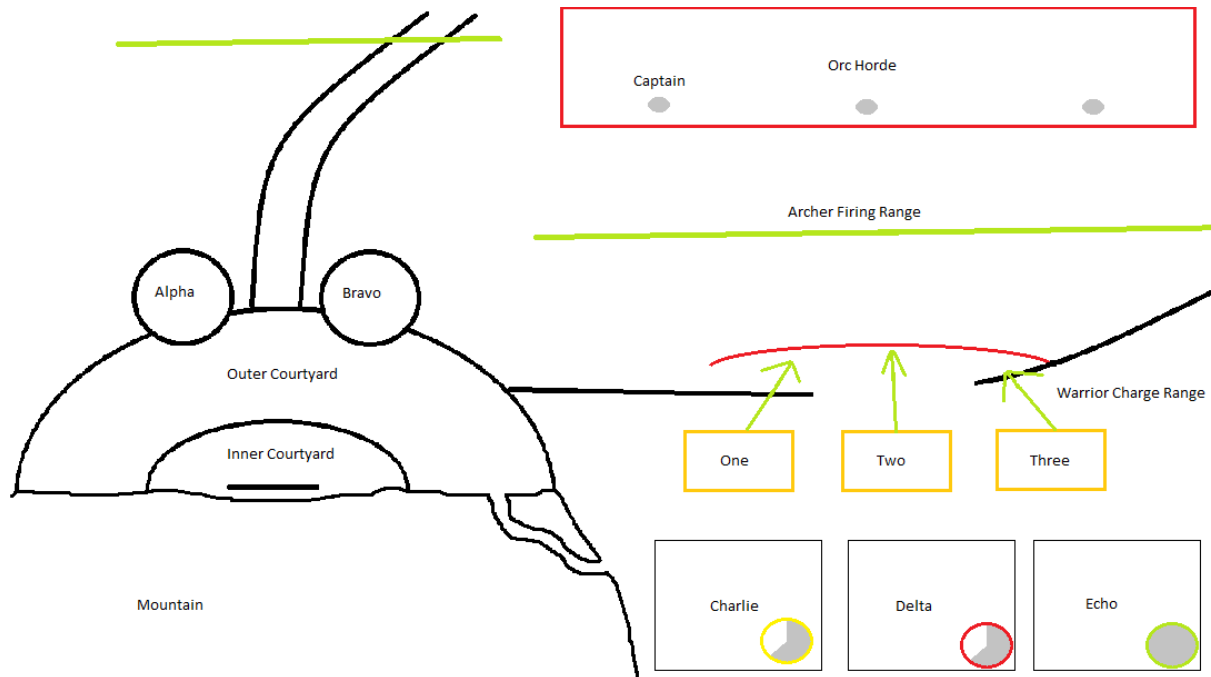 Captain
Orc Horde
Archer Firing Range
Alpha
Bravo
Outer Courtyard
Warrior Charge Range
Inner Courtyard
One
Two
Three
Mountain
Charlie
Delta
Echo